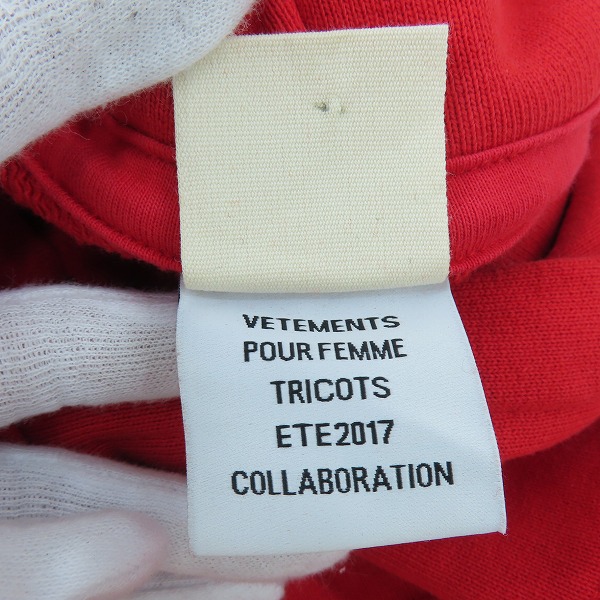 VETEMENTS
POUR FEMME
TRICOTS
ETE2017
COLLABORATION